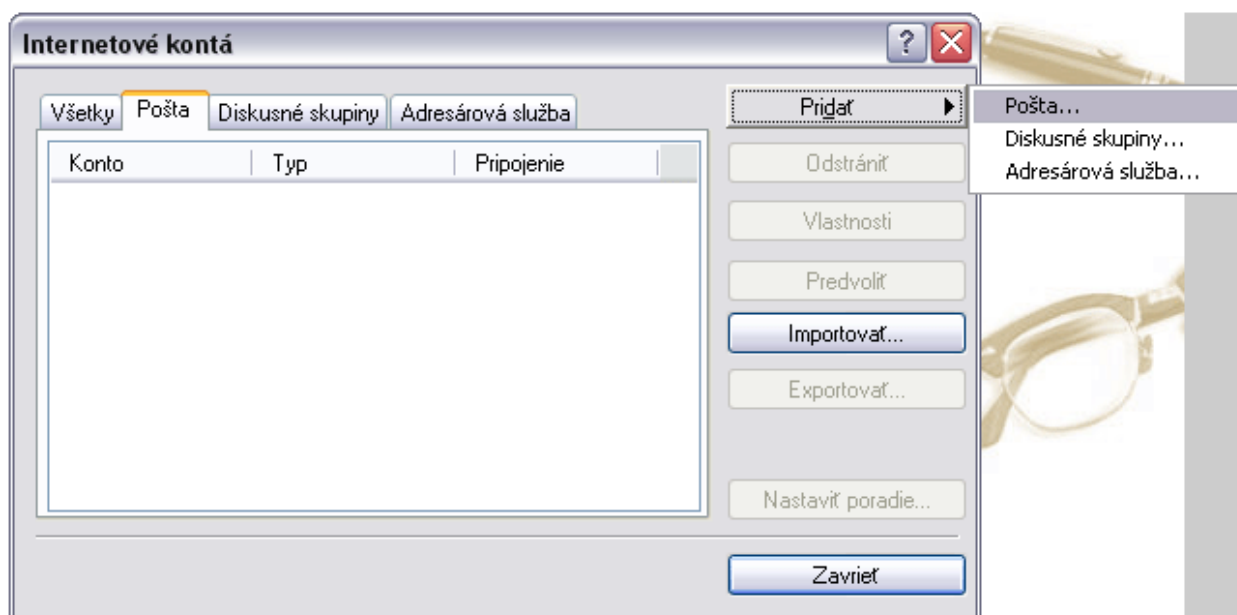 Internetové kontá
Všetky Pošta Diskusné skupiny Adresárová služba
Konto Typ Pripojenie
Pridať
Pošta...
Diskusné skupiny...
Adresárová služba...
Odstrániť
Vlastnosti
Predvoliť
Importovať...
Exportovať...
Nastaviť poradie...
Zavrieť